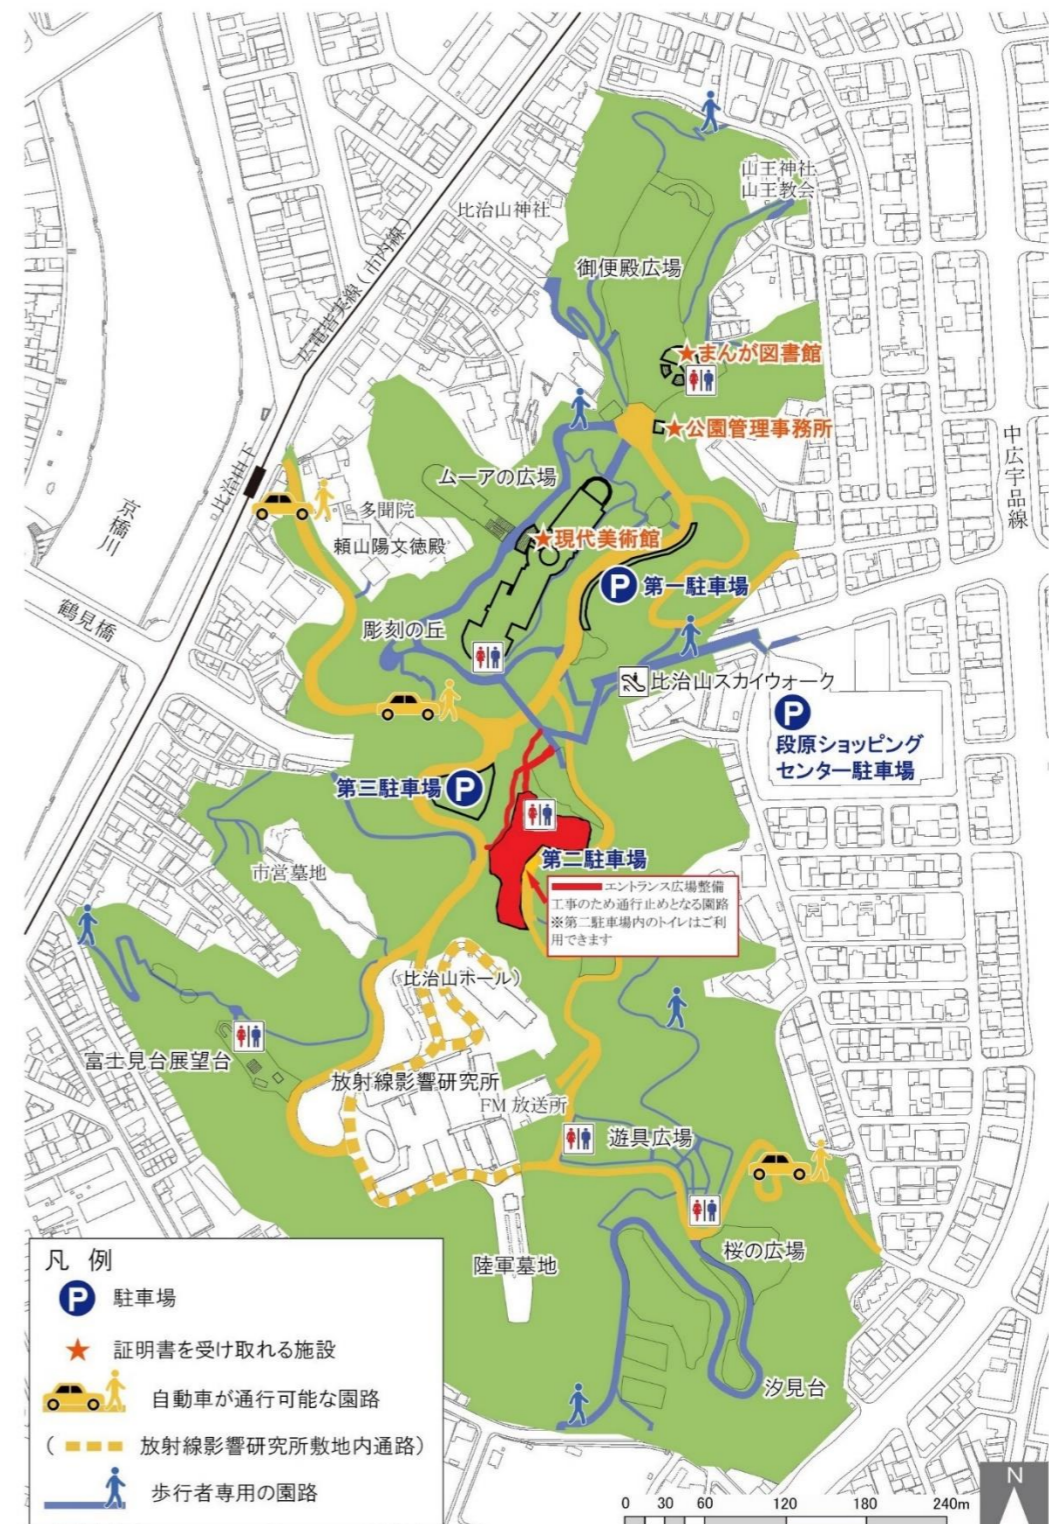 山王神社
山王教会
比治山神社
御便殿広場
広電皆実線(市内線)
★まんが図書館
★公園管理事務所
中広宇品線
ムーアの広場
比治山下
多聞院
★現代美術館
京橋川
頼山陽文徳殿
P 第一駐車場
鶴見橋
彫刻の丘
比治山スカイウォーク
P
段原ショッピング
センター駐車場
第三駐車場 P
第二駐車場
市営墓地
エントランス広場整備
工事のため通行止めとなる園路
※第二駐車場内のトイレはご利
用できます
(比治山ホール)
富士見台展望台
放射線影響研究所
FM 放送所
遊具広場
桜の広場
陸軍墓地
汐見台
凡 例
P 駐車場
★ 証明書を受け取れる施設
自動車が通行可能な園路
( 放射線影響研究所敷地内通路)
歩行者専用の園路
0 30 60 120 180 240m
N